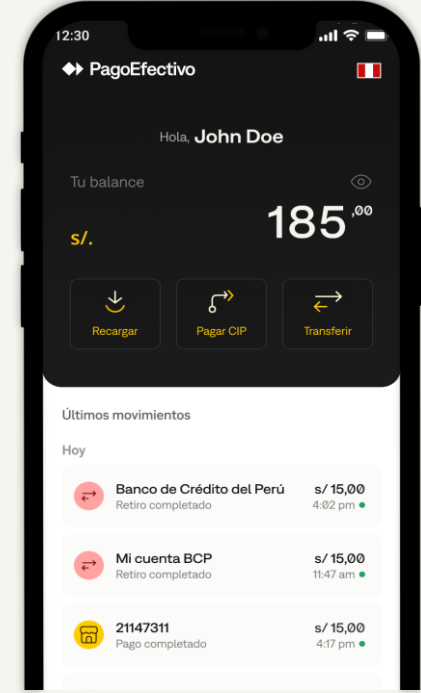 12:30
PagoEfectivo
Hola, John Doe
Tu balance
s/. 185,00
Recargar Pagar CIP Transferir
Últimos movimientos
Hoy
Banco de Crédito del Perú s/ 15,00
Retiro completado 4:02 pm
Mi cuenta BCP s/ 15,00
Retiro completado 11:47 am
21147311 s/ 15,00
Pago completado 4:17 pm